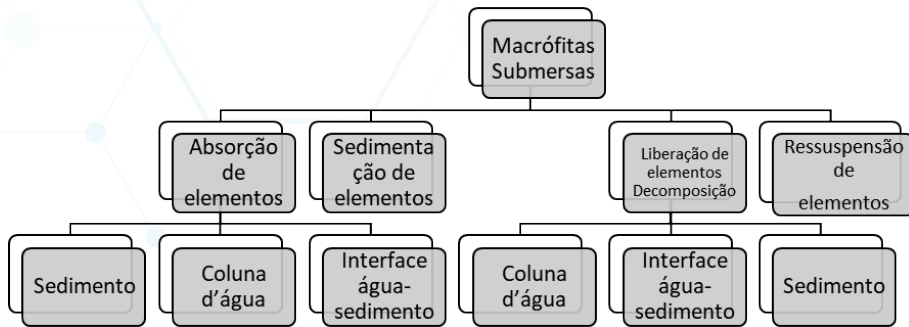 Macrófitas
Submersas
Absorção
de
elementos
Sedimenta
ção de
elementos
Liberação de
elementos
Decomposição
Ressuspensão
de
elementos
Sedimento
Coluna
d’água
Interface
água-
sedimento
Coluna
d’água
Interface
água-
sedimento
Sedimento